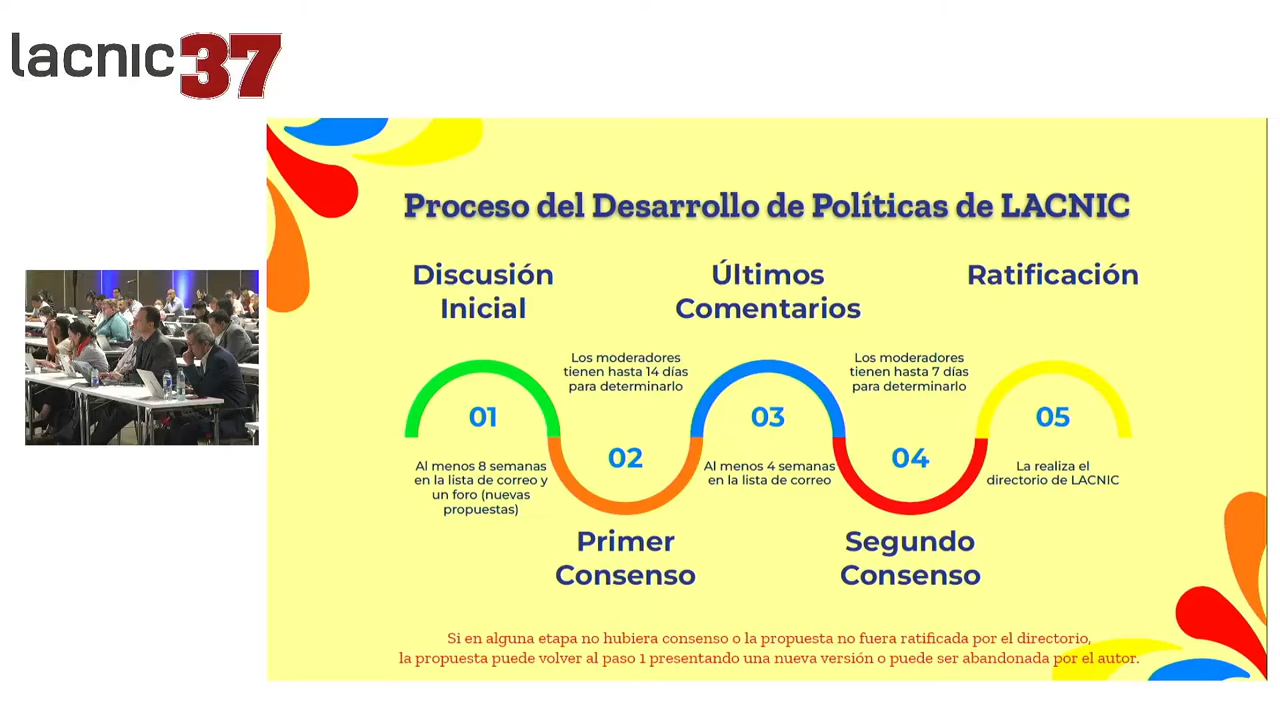 lacnic 37
Proceso del Desarrollo de Políticas de LACNIC
Discusión
Inicial
01
Al menos 8 semanas
en la lista de correo y
un foro (nuevas
propuestas)
Los moderadores
tienen hasta 14 días
para determinarlo
02
Primer
Consenso
Últimos
Comentarios
03
Al menos 4 semanas
en la lista de correo
Los moderadores
tienen hasta 7 días
para determinarlo
04
Segundo
Consenso
Ratificación
05
La realiza el
directorio de LACNIC
Si en alguna etapa no hubiera consenso o la propuesta no fuera ratificada por el directorio,
la propuesta puede volver al paso 1 presentando una nueva versión o puede ser abandonada por el autor.